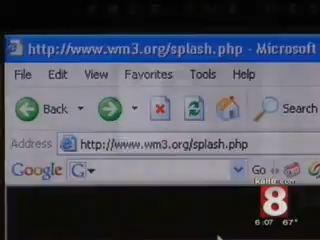 http://www.wm3.org/splash.php - Microsoft
File Edit View Favorites Tools Help
Back Search
Address http://www.wm3.org/splash.php
Google G Go
8
6:07 67°